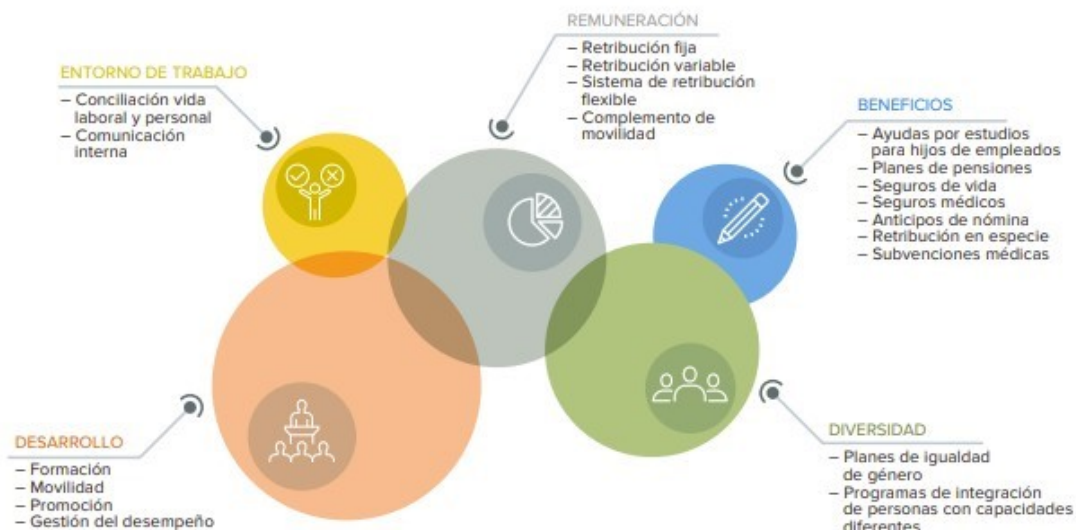 REMUNERACIÓN
– Retribución fija
– Retribución variable
– Sistema de retribución
flexible
– Complemento de
movilidad
ENTORNO DE TRABAJO
– Conciliación vida
laboral y personal
– Comunicación
interna
BENEFICIOS
– Ayudas por estudios
para hijos de empleados
– Planes de pensiones
– Seguros de vida
– Seguros médicos
– Anticipos de nómina
– Retribución en especie
– Subvenciones médicas
DESARROLLO
– Formación
– Movilidad
– Promoción
– Gestión del desempeño
DIVERSIDAD
– Planes de igualdad
de género
– Programas de integración
de personas con capacidades
diferentes